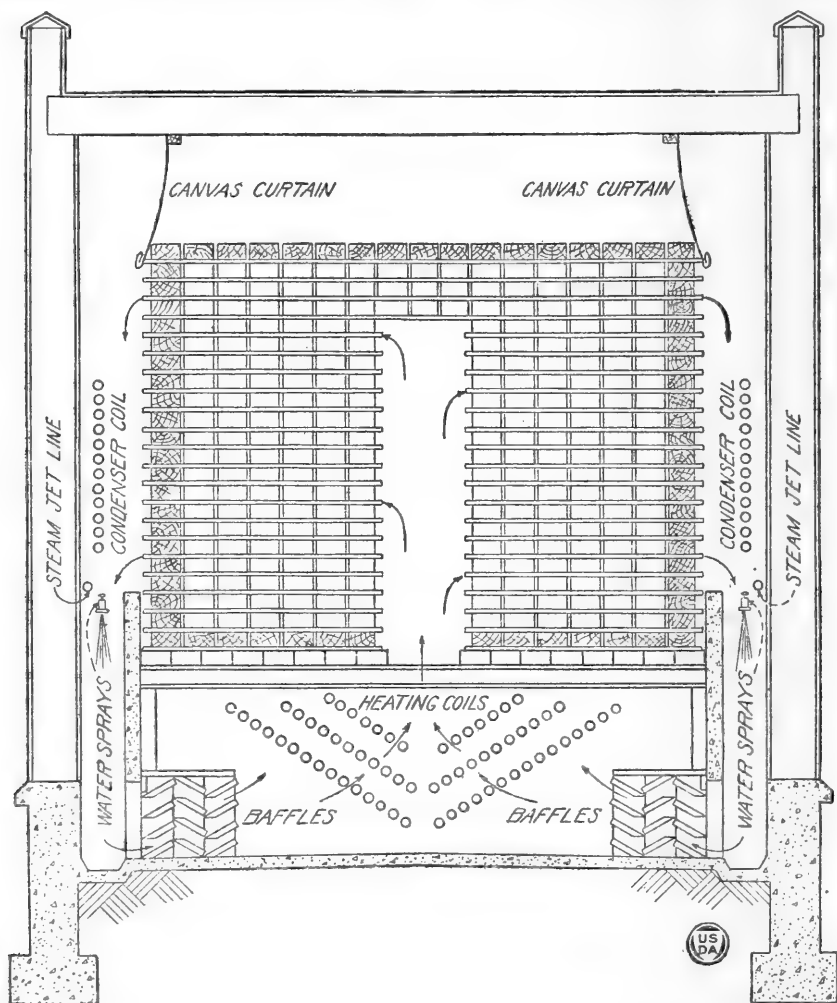 CANVAS CURTAIN
CANVAS CURTAIN
STEAM JET LINE
CONDENSER COIL
CONDENSER COIL
STEAM JET LINE
HEATING COILS
WATER SPRAYS
BAFFLES
BAFFLES
WATER SPRAYS
US
DA